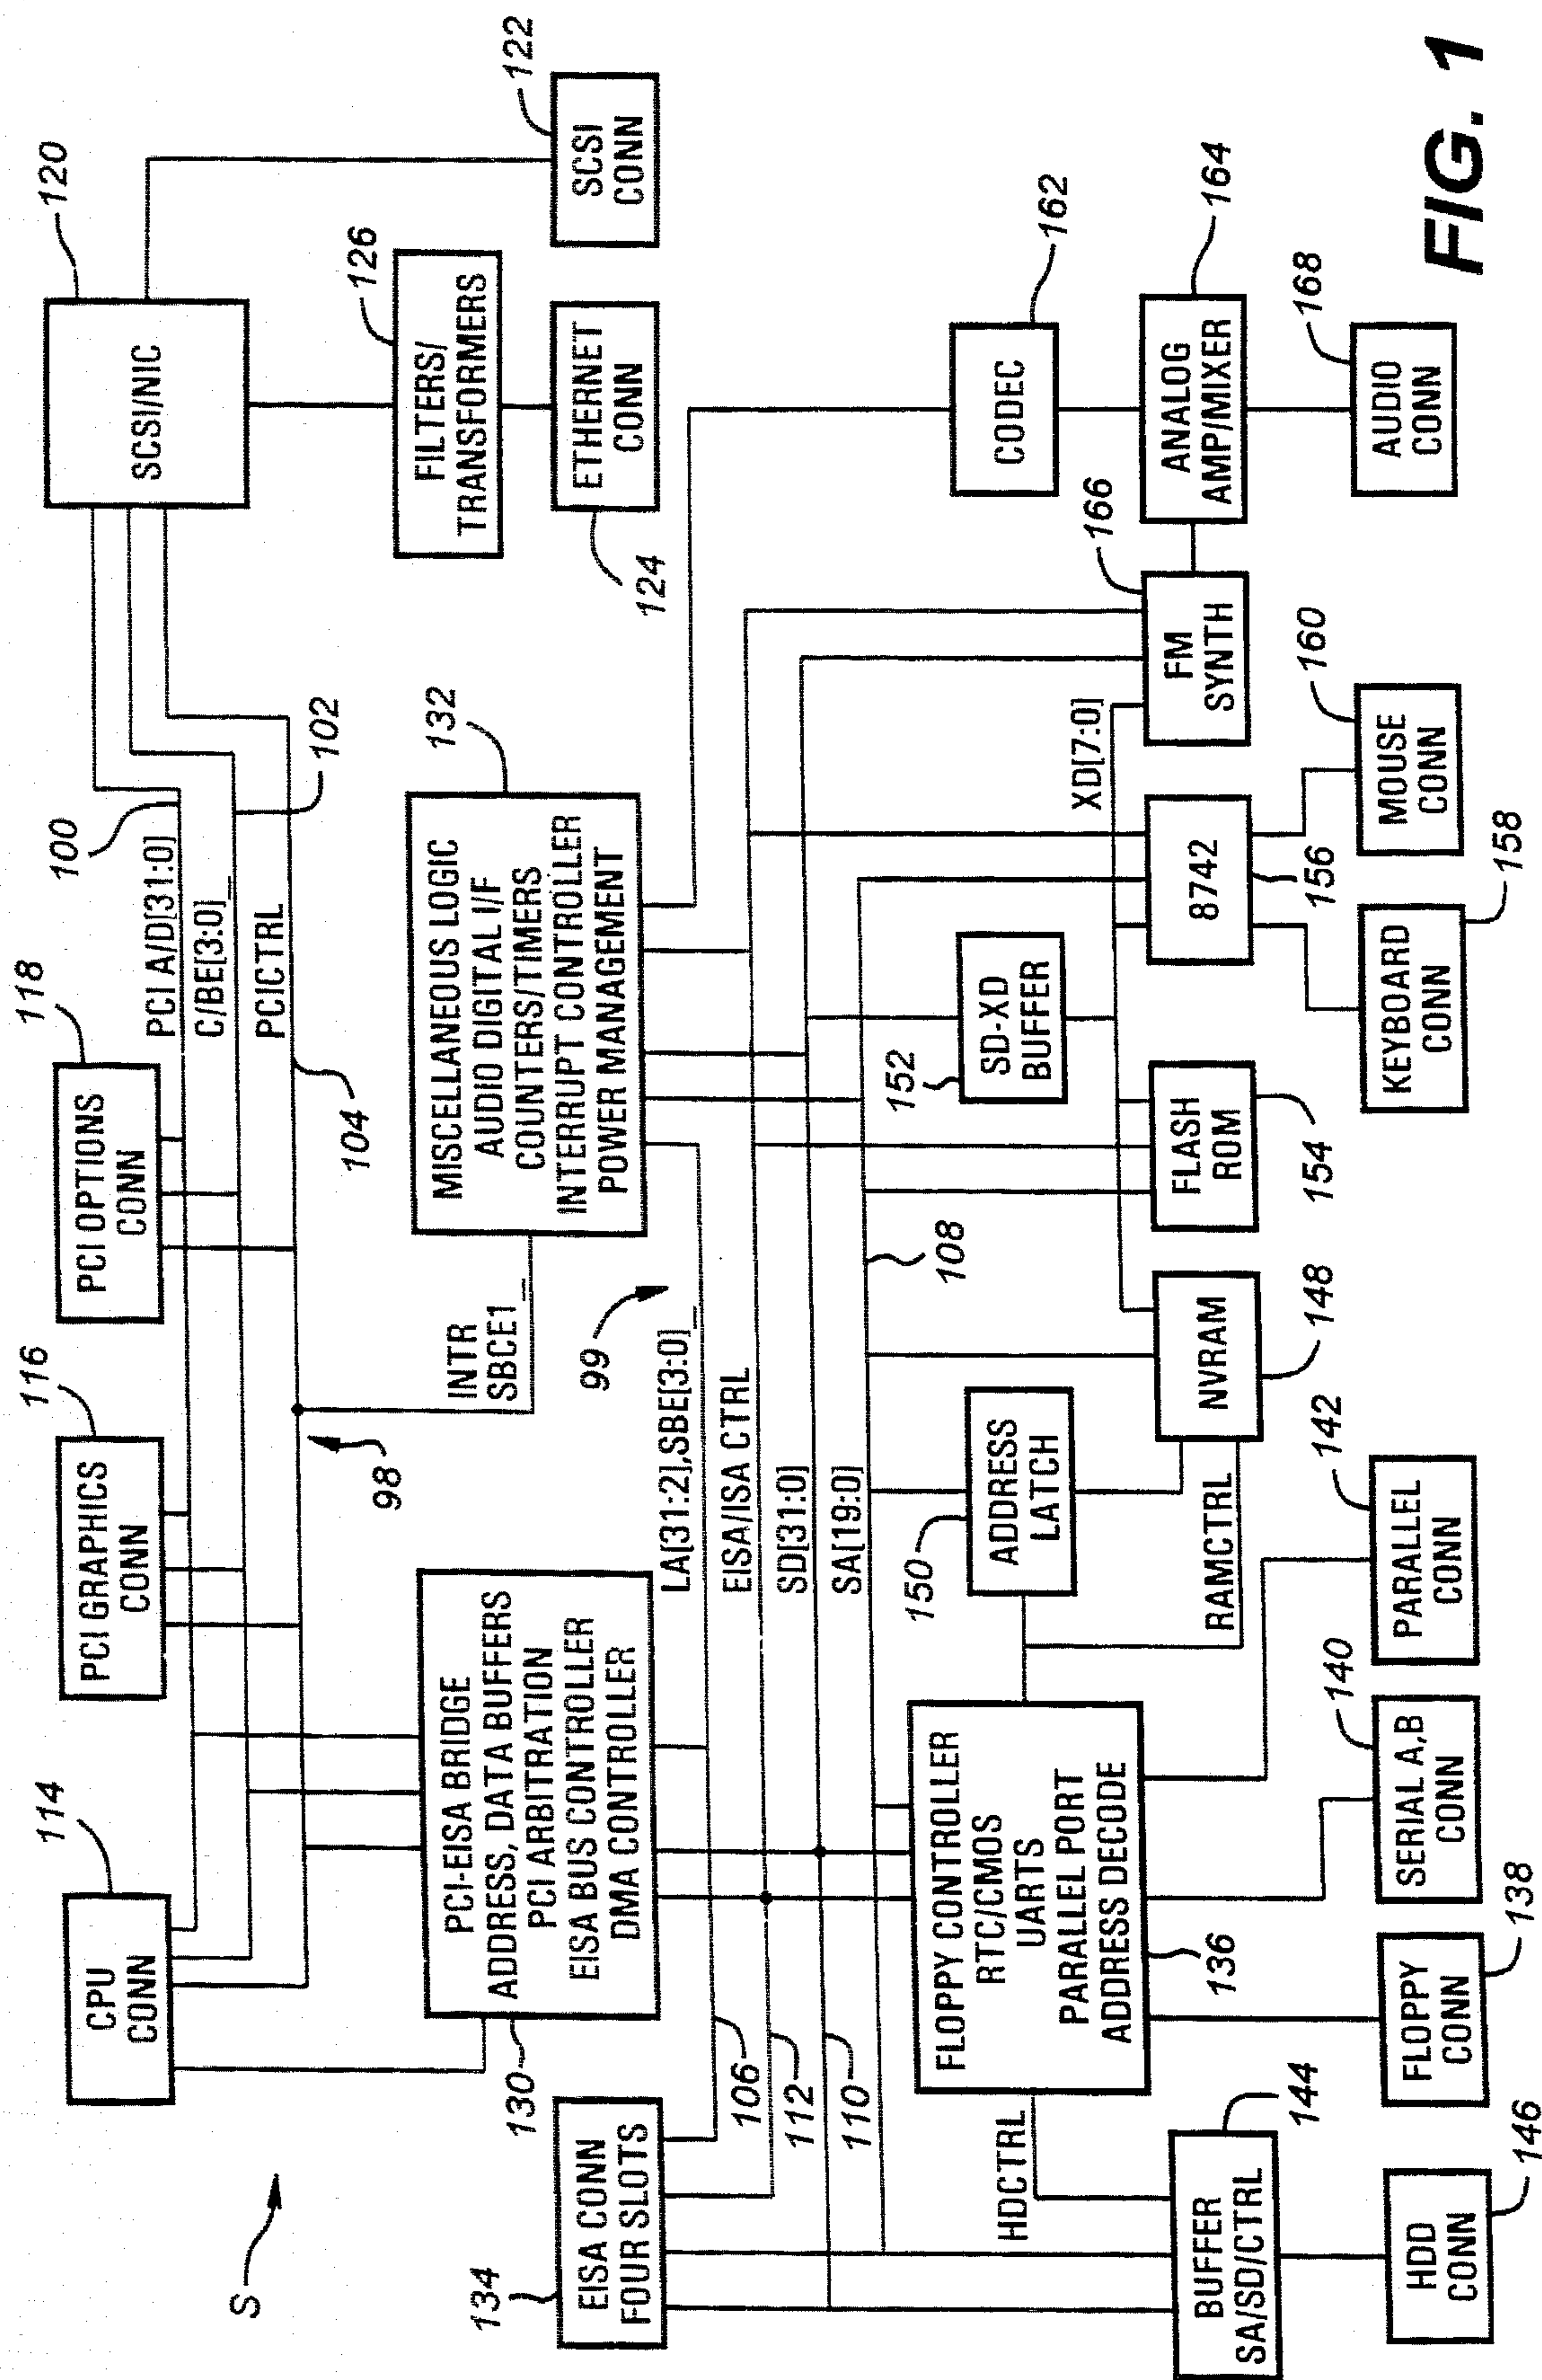 S
114
CPU
CONN
116
PCI GRAPHICS
CONN
118
PCI OPTIONS
CONN
120
SCSI/NIC
100
PCI A/D[31:0]
C/BE[3:0]_
PCICTRL
102
104
98
126
FILTERS/
TRANSFORMERS
122
SCSI
CONN
ETHERNET
CONN
124
INTR
SBCE1_
132
MISCELLANEOUS LOGIC
AUDIO DIGITAL I/F
COUNTERS/TIMERS
INTERRUPT CONTROLLER
POWER MANAGEMENT
PCI-EISA BRIDGE
ADDRESS, DATA BUFFERS
PCI ARBITRATION
EISA BUS CONTROLLER
DMA CONTROLLER
130
134
EISA CONN
FOUR SLOTS
99
LA[31:2],SBE[3:0]_
EISA/ISA CTRL
SD[31:0]
SA[19:0]
106
112
110
108
HDCTRL
FLOPPY CONTROLLER
RTC/CMOS
UARTS
PARALLEL PORT
ADDRESS DECODE
136
150
ADDRESS
LATCH
RAMCTRL
NVRAM
148
152
SD-XD
BUFFER
FLASH
ROM
154
XD[7:0]
8742
156
166
FM
SYNTH
162
CODEC
164
ANALOG
AMP/MIXER
168
AUDIO
CONN
144
BUFFER
SA/SD/CTRL
146
HDD
CONN
138
FLOPPY
CONN
140
SERIAL A,B
CONN
142
PARALLEL
CONN
158
KEYBOARD
CONN
160
MOUSE
CONN
FIG. 1